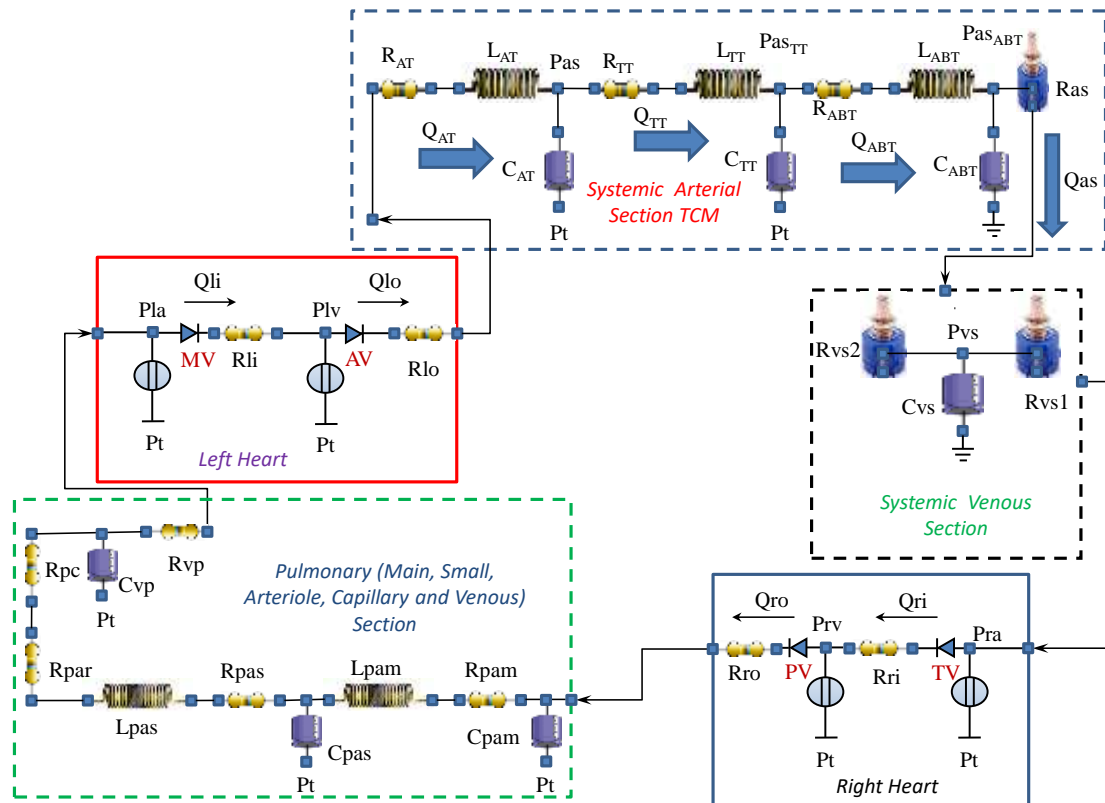 R_AT
L_AT
Pas
R_TT
L_TT
Pas_TT
L_ABT
Pas_ABT
Ras
R_ABT
Q_AT
Q_TT
Q_ABT
C_AT
C_TT
C_ABT
Qas
Systemic Arterial
Section TCM
Pt
Pt
Qli
Qlo
Pla
Plv
MV
Rli
AV
Rlo
Pt
Pt
Left Heart
Rvs2
Pvs
Rvs1
Cvs
Systemic Venous
Section
Rpc
Cvp
Rvp
Pt
Pulmonary (Main, Small,
Arteriole, Capillary and Venous)
Section
Rpar
Lpas
Rpas
Lpam
Rpam
Cpas
Cpam
Pt
Pt
Qro
Qri
Prv
Pra
Rro
PV
Rri
TV
Pt
Pt
Right Heart